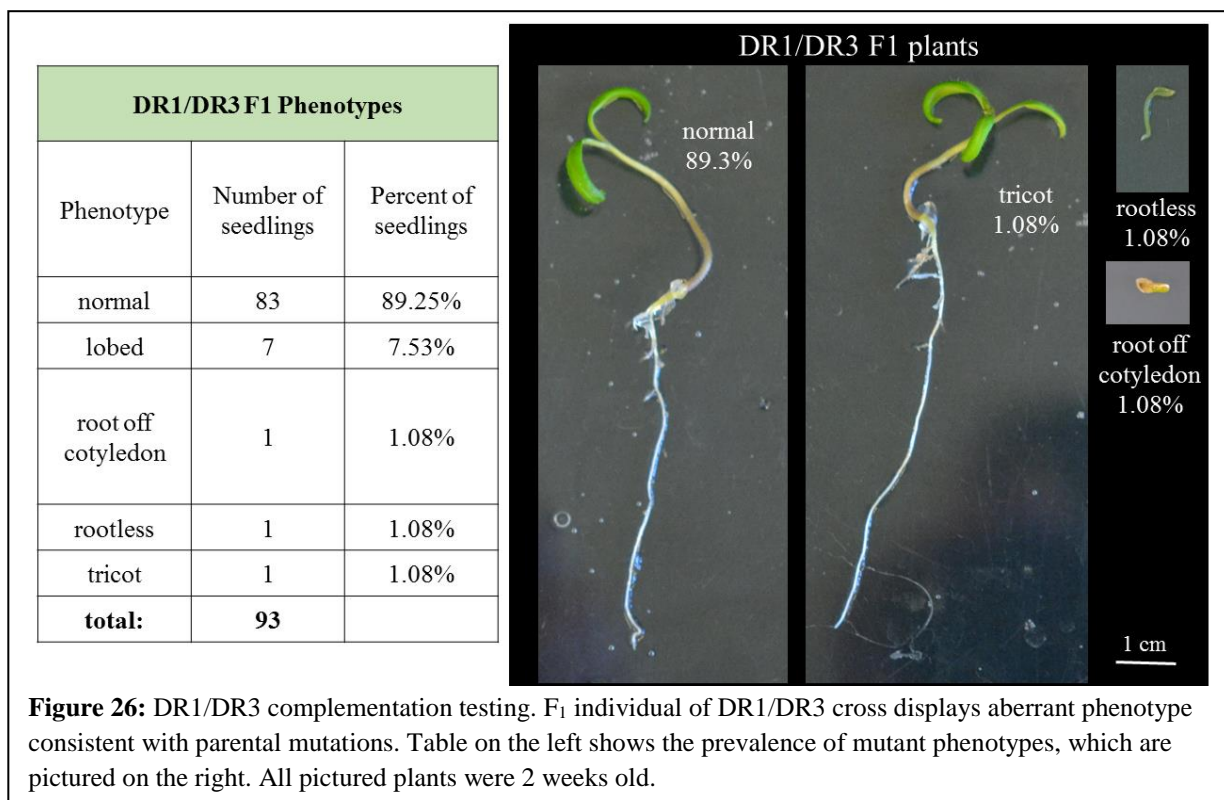 DR1/DR3 F1 Phenotypes
Phenotype Number of seedlings Percent of seedlings
normal 83 89.25%
lobed 7 7.53%
root off cotyledon 1 1.08%
rootless 1 1.08%
tricot 1 1.08%
total: 93
DR1/DR3 F1 plants
normal
89.3%
tricot
1.08%
rootless
1.08%
root off
cotyledon
1.08%
1 cm
Figure 26: DR1/DR3 complementation testing. F₁ individual of DR1/DR3 cross displays aberrant phenotype
consistent with parental mutations. Table on the left shows the prevalence of mutant phenotypes, which are
pictured on the right. All pictured plants were 2 weeks old.